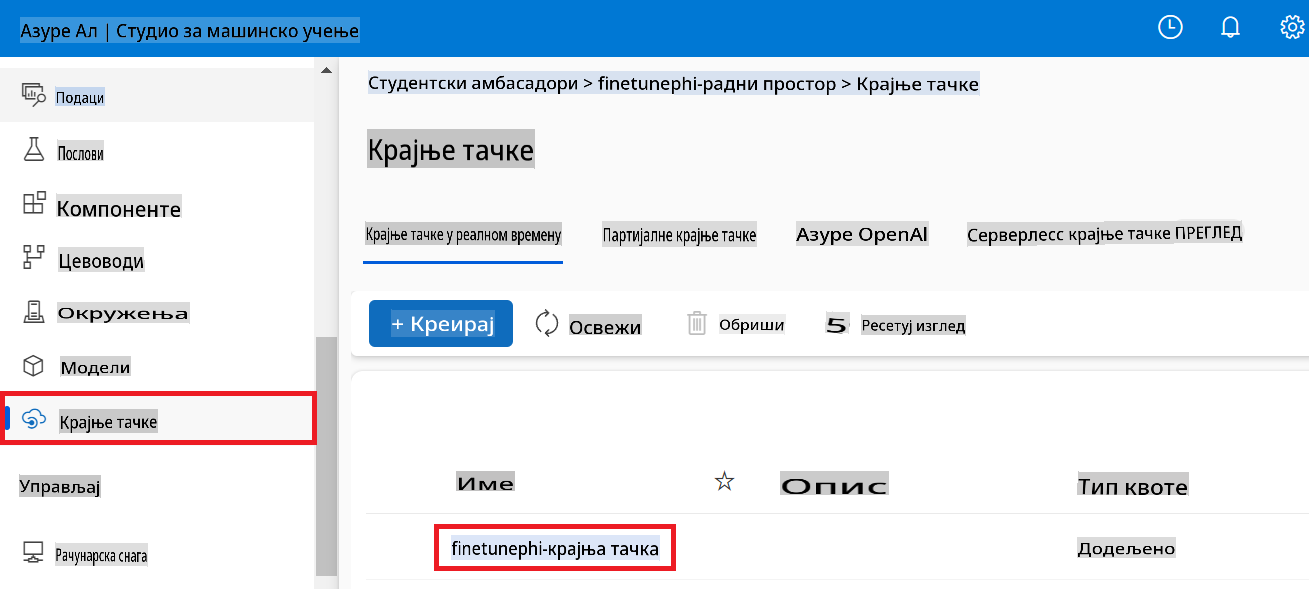 Азуре Ал | Студио за машинско учење
Подаци
Послови
Компоненте
Цевоводи
Окружења
Модели
Крајње тачке
Управљај
Рачунарска снага
Студентски амбасадори > finetunephi-радни простор > Крајње тачке
Крајње тачке
Крајње тачке у реалном времену Партијалне крајње тачке Азуре OpenAI Серверлесс крајње тачке ПРЕГЛЕД
+ Креирај Освежи Обриши 5 Ресетуј изглед
Име Опис Тип квоте
finetunephi-крајња тачка Додељено